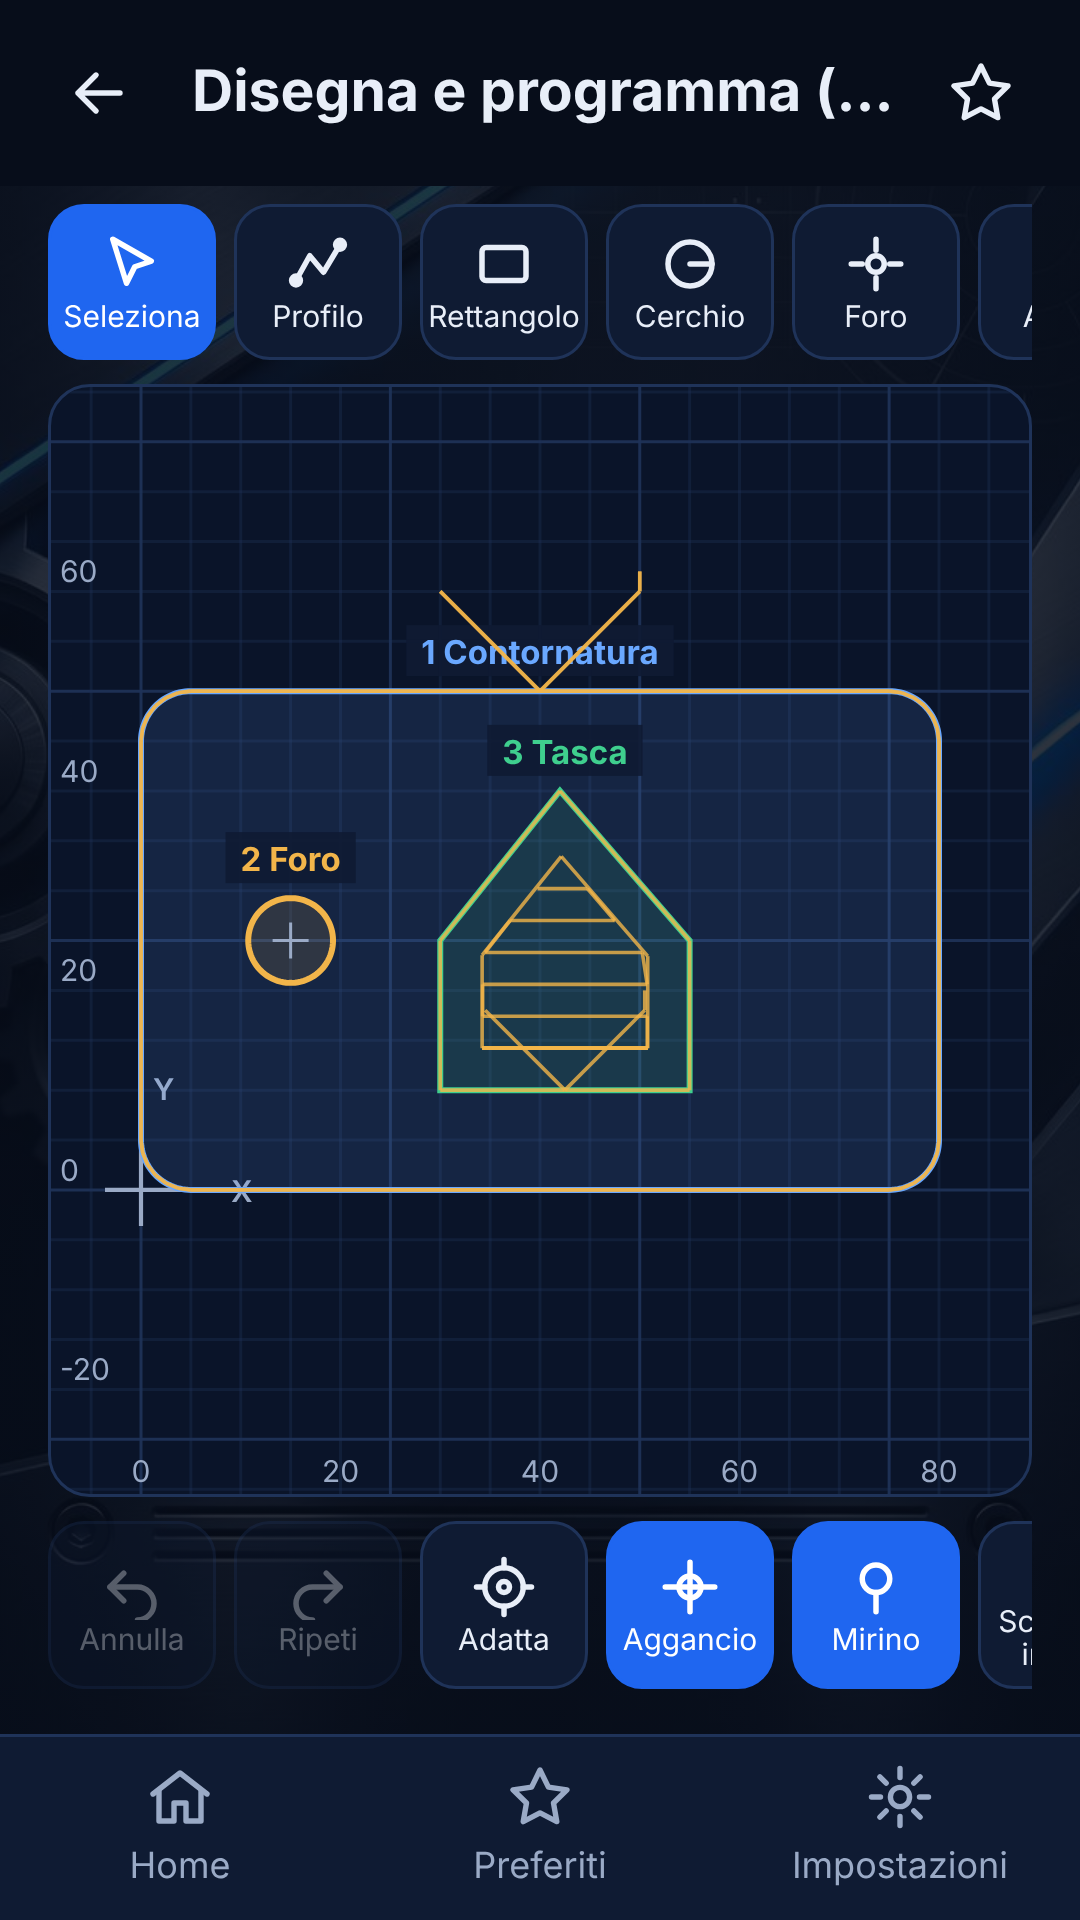 Disegna e programma (...
Seleziona
Profilo
Rettangolo
Cerchio
Foro
60
1 Contornatura
3 Tasca
40
2 Foro
20
Y
0
X
-20
0
20
40
60
80
Annulla
Ripeti
Adatta
Aggancio
Mirino
Home
Preferiti
Impostazioni